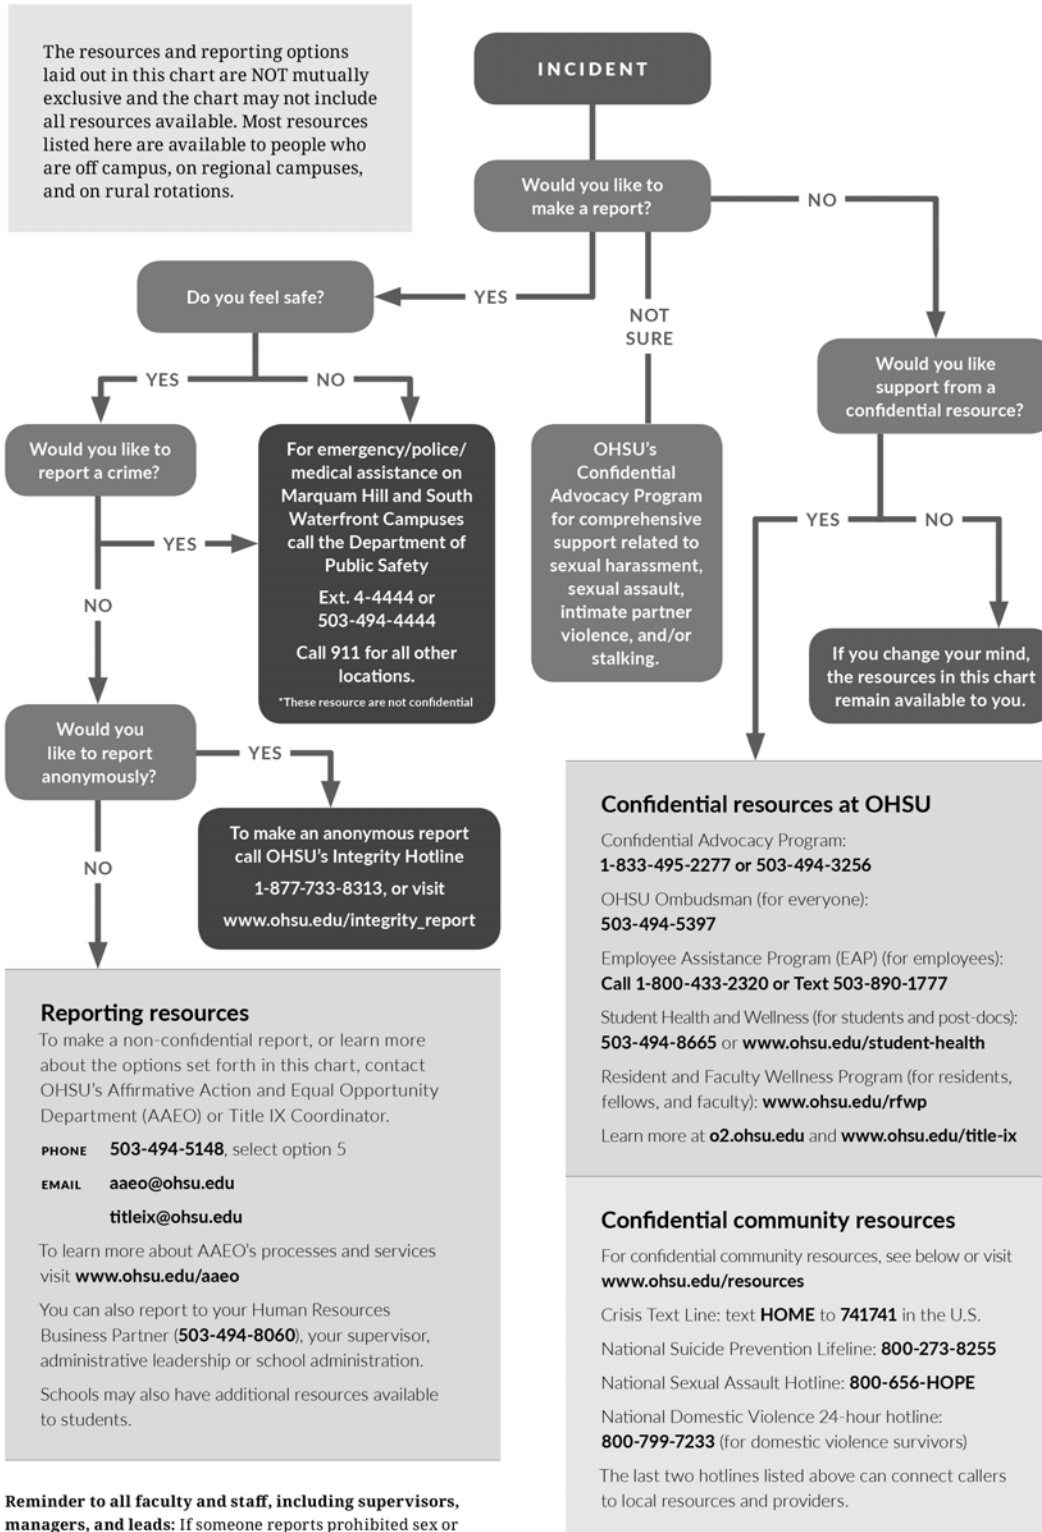 The resources and reporting options
laid out in this chart are NOT mutually
exclusive and the chart may not include
all resources available. Most resources
listed here are available to people who
are off campus, on regional campuses,
and on rural rotations.
INCIDENT
Would you like to
make a report?
NO
Do you feel safe?
YES
NOT
SURE
Would you like
support from a
confidential resource?
YES
NO
Would you like to
report a crime?
For emergency/police/
medical assistance on
Marquam Hill and South
Waterfront Campuses
call the Department of
Public Safety
Ext. 4-4444 or
503-494-4444
Call 911 for all other
locations.
*These resource are not confidential
OHSU's
Confidential
Advocacy Program
for comprehensive
support related to
sexual harassment,
sexual assault,
intimate partner
violence, and/or
stalking.
YES
NO
YES
NO
If you change your mind,
the resources in this chart
remain available to you.
Would you
like to report
anonymously?
YES
To make an anonymous report
call OHSU's Integrity Hotline
1-877-733-8313, or visit
www.ohsu.edu/integrity_report
NO
Reporting resources
To make a non-confidential report, or learn more
about the options set forth in this chart, contact
OHSU's Affirmative Action and Equal Opportunity
Department (AAEO) or Title IX Coordinator.
PHONE 503-494-5148, select option 5
EMAIL aaeo@ohsu.edu
titleix@ohsu.edu
To learn more about AAEO's processes and services
visit www.ohsu.edu/aaeo
You can also report to your Human Resources
Business Partner (503-494-8060), your supervisor,
administrative leadership or school administration.
Schools may also have additional resources available
to students.
Confidential resources at OHSU
Confidential Advocacy Program:
1-833-495-2277 or 503-494-3256
OHSU Ombudsman (for everyone):
503-494-5397
Employee Assistance Program (EAP) (for employees):
Call 1-800-433-2320 or Text 503-890-1777
Student Health and Wellness (for students and post-docs):
503-494-8665 or www.ohsu.edu/student-health
Resident and Faculty Wellness Program (for residents,
fellows, and faculty): www.ohsu.edu/rfwp
Learn more at o2.ohsu.edu and www.ohsu.edu/title-ix
Confidential community resources
For confidential community resources, see below or visit
www.ohsu.edu/resources
Crisis Text Line: text HOME to 741741 in the U.S.
National Suicide Prevention Lifeline: 800-273-8255
National Sexual Assault Hotline: 800-656-HOPE
National Domestic Violence 24-hour hotline:
800-799-7233 (for domestic violence survivors)
The last two hotlines listed above can connect callers
to local resources and providers.
Reminder to all faculty and staff, including supervisors,
managers, and leads: If someone reports prohibited sex or